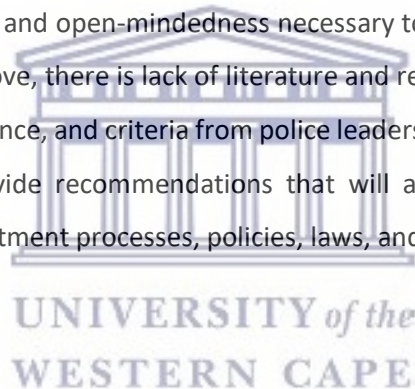 and open-mindedness necessary to
ove, there is lack of literature and re
nce, and criteria from police leaders
vide recommendations that will a
tment processes, policies, laws, and
UNIVERSITY of the
WESTERN CAPE